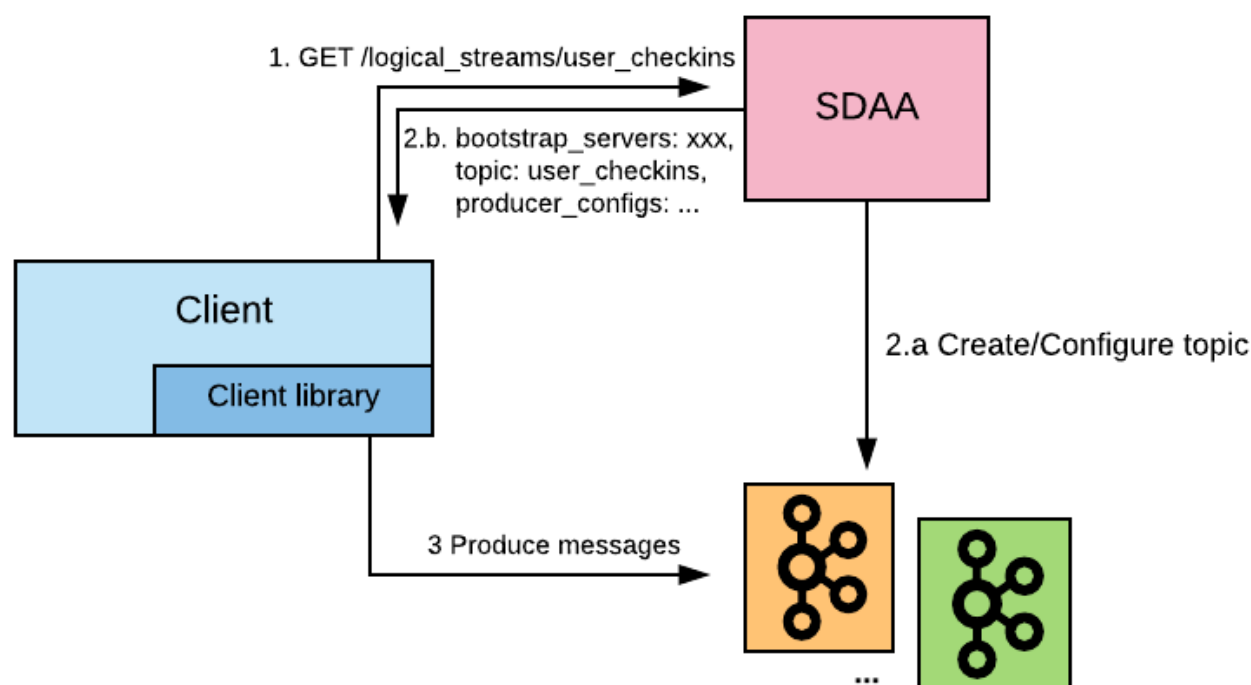 1. GET /logical_streams/user_checkins
SDAA
2.b. bootstrap_servers: xxx,
topic: user_checkins,
producer_configs: ...
Client
Client library
2.a Create/Configure topic
3 Produce messages
...